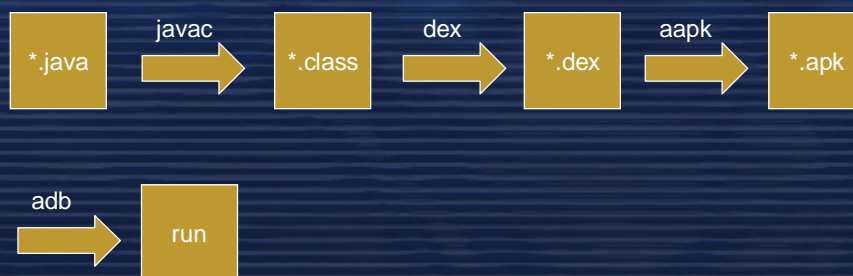 javac
dex
aapk
*.java
*.class
*.dex
*.apk
adb
run